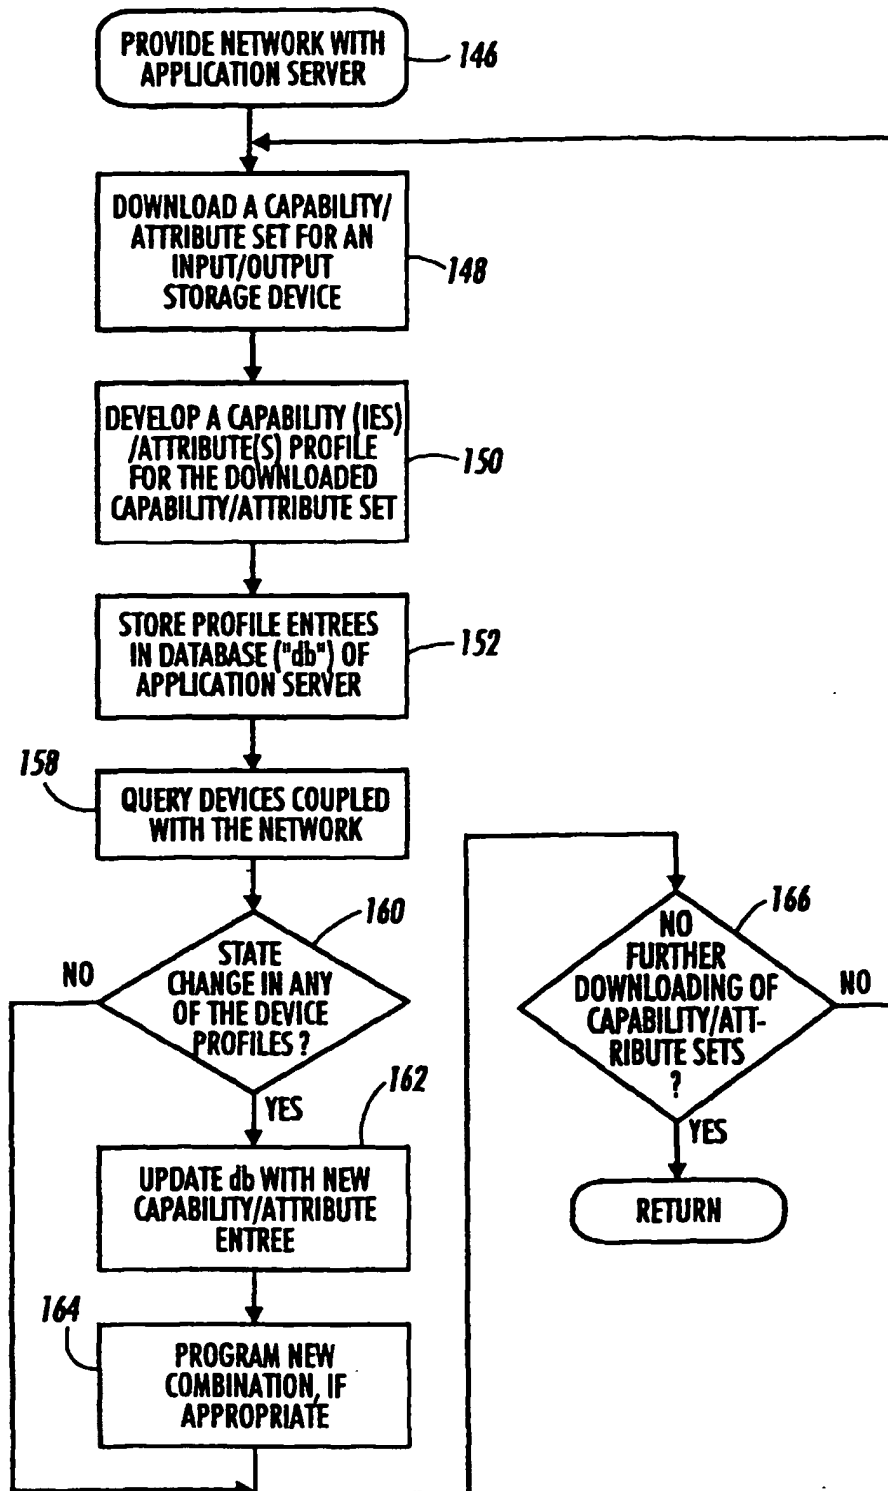 PROVIDE NETWORK WITH
APPLICATION SERVER
146
DOWNLOAD A CAPABILITY/
ATTRIBUTE SET FOR AN
INPUT/OUTPUT
STORAGE DEVICE
148
DEVELOP A CAPABILITY (IES)
/ATTRIBUTE(S) PROFILE
FOR THE DOWNLOADED
CAPABILITY/ATTRIBUTE SET
150
STORE PROFILE ENTREES
IN DATABASE ("db") OF
APPLICATION SERVER
152
158
QUERY DEVICES COUPLED
WITH THE NETWORK
160
STATE
CHANGE IN ANY
OF THE DEVICE
PROFILES ?
NO
YES
162
UPDATE db WITH NEW
CAPABILITY/ATTRIBUTE
ENTREE
164
PROGRAM NEW
COMBINATION, IF
APPROPRIATE
166
NO
FURTHER
DOWNLOADING OF
CAPABILITY/ATT-
RIBUTE SETS
?
NO
YES
RETURN